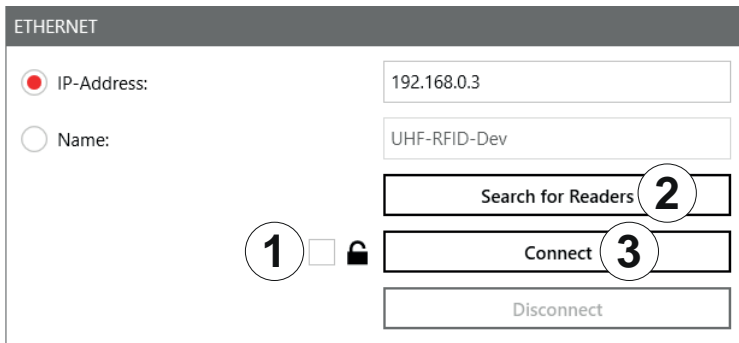 ETHERNET
IP-Address: 192.168.0.3
Name: UHF-RFID-Dev
Search for Readers 2
1 Connect 3
Disconnect